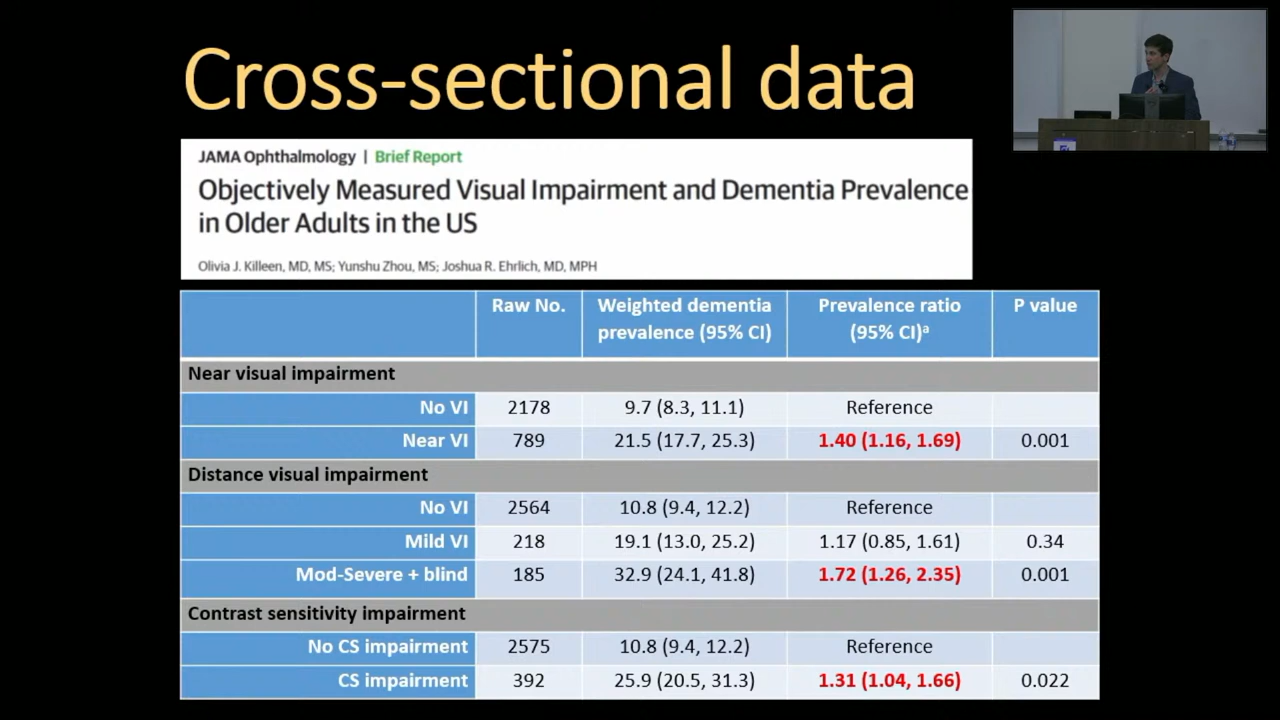 Cross-sectional data
JAMA Ophthalmology | Brief Report
Objectively Measured Visual Impairment and Dementia Prevalence
in Older Adults in the US
Olivia J. Killeen, MD, MS; Yunshu Zhou, MS; Joshua R. Ehrlich, MD, MPH
Raw No. Weighted dementia prevalence (95% CI) Prevalence ratio (95% CI)ᵃ P value
Near visual impairment
No VI 2178 9.7 (8.3, 11.1) Reference
Near VI 789 21.5 (17.7, 25.3) 1.40 (1.16, 1.69) 0.001
Distance visual impairment
No VI 2564 10.8 (9.4, 12.2) Reference
Mild VI 218 19.1 (13.0, 25.2) 1.17 (0.85, 1.61) 0.34
Mod-Severe + blind 185 32.9 (24.1, 41.8) 1.72 (1.26, 2.35) 0.001
Contrast sensitivity impairment
No CS impairment 2575 10.8 (9.4, 12.2) Reference
CS impairment 392 25.9 (20.5, 31.3) 1.31 (1.04, 1.66) 0.022